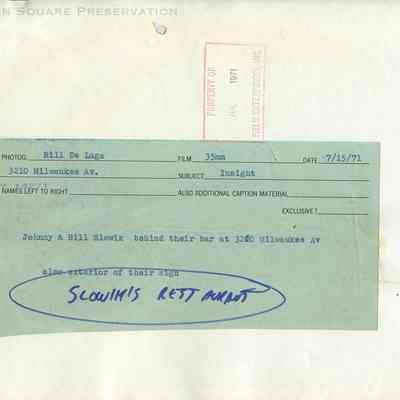 N SQUARE PRESERVATION
PROPERTY OF
JUL 1971
PHOTOG. Bill De Luga FILM 35mm DATE 7/15/71
3210 Milwaukee Av. SUBJECT Insight
NAMES LEFT TO RIGHT ALSO ADDITIONAL CAPTION MATERIAL
EXCLUSIVE?
Johnny & Bill Slowik behind their bar at 3210 Milwaukee Av
also exterior of their sign
SLOWIK'S RESTAURANT